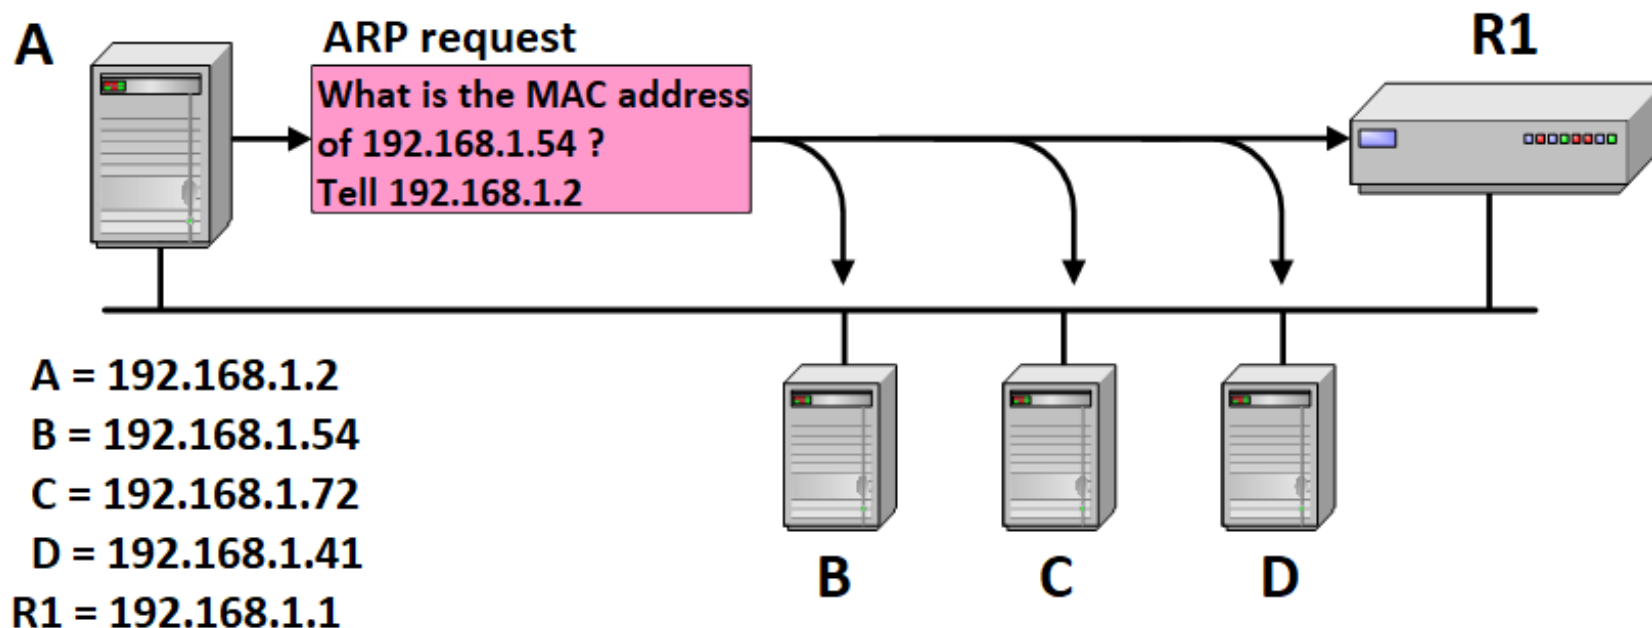 A
ARP request
R1
What is the MAC address
of 192.168.1.54 ?
Tell 192.168.1.2
A = 192.168.1.2
B = 192.168.1.54
C = 192.168.1.72
D = 192.168.1.41
R1 = 192.168.1.1
B
C
D